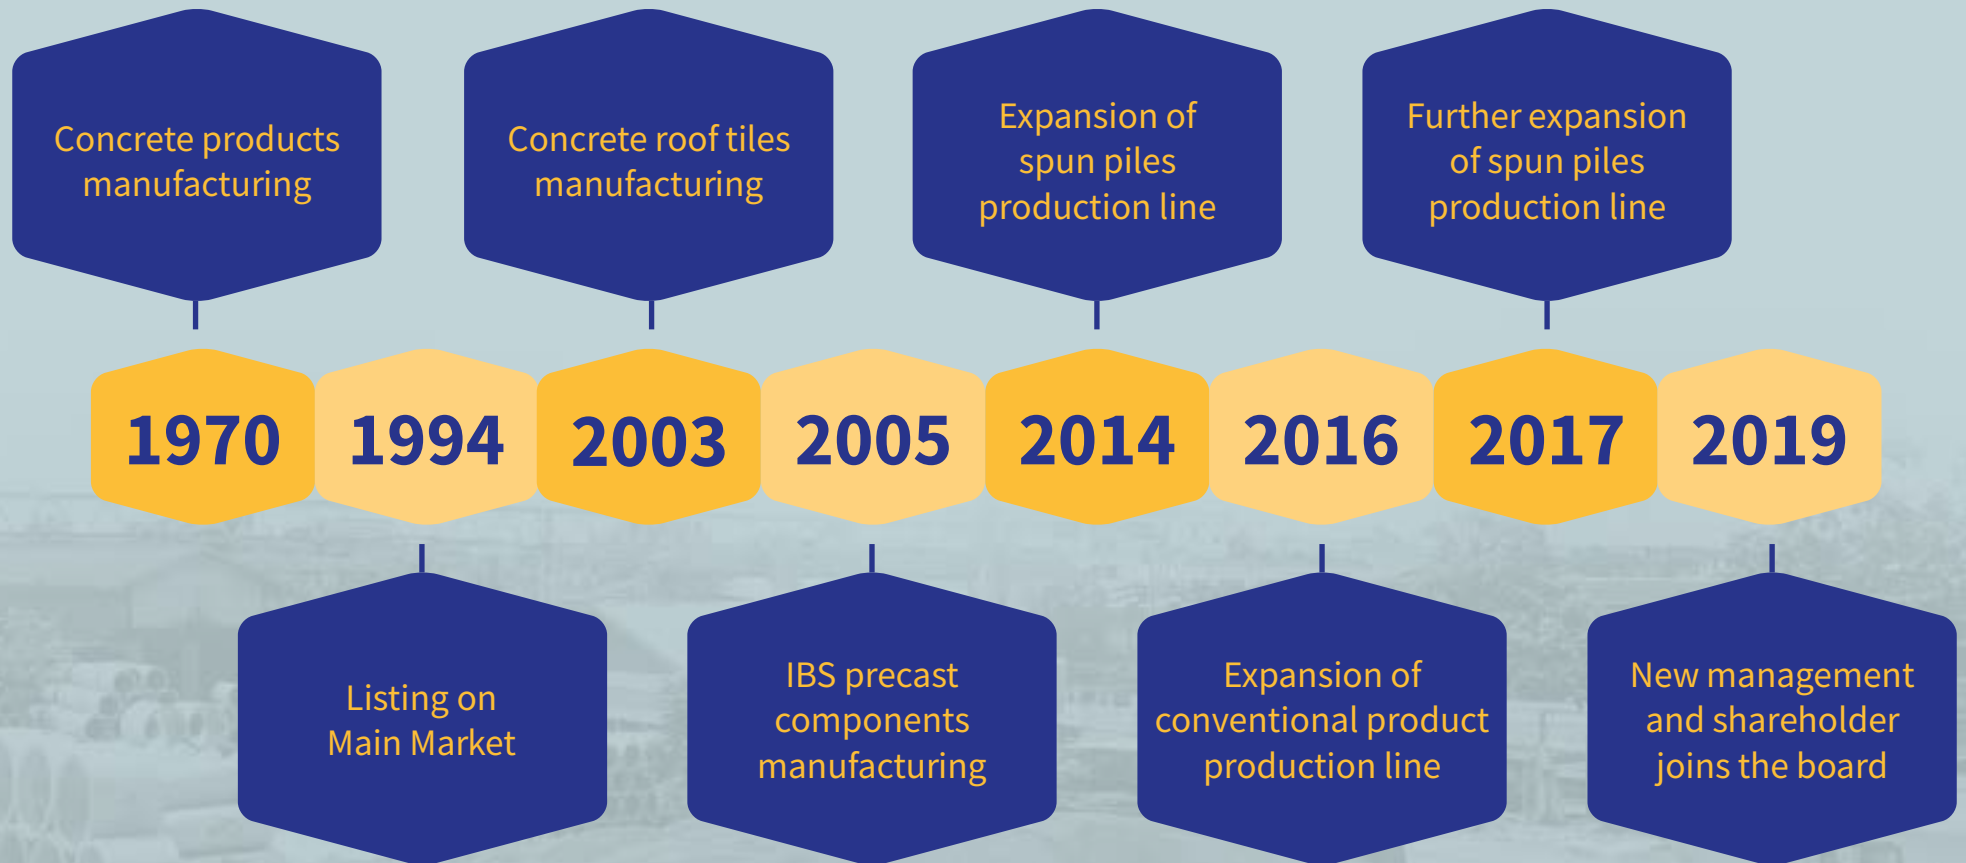 Concrete products
manufacturing
Concrete roof tiles
manufacturing
Expansion of
spun piles
production line
Further expansion
of spun piles
production line
1970
1994
2003
2005
2014
2016
2017
2019
Listing on
Main Market
IBS precast
components
manufacturing
Expansion of
conventional product
production line
New management
and shareholder
joins the board